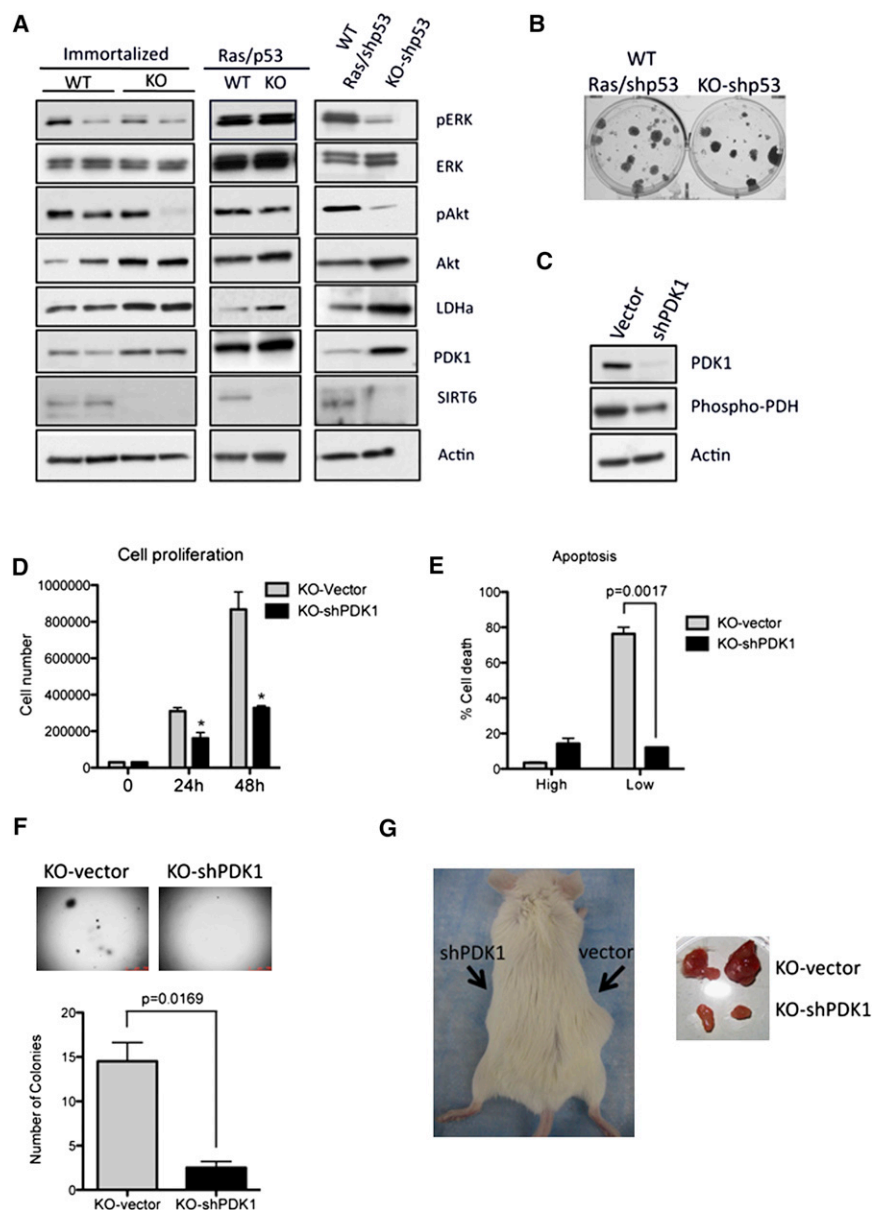 A
Immortalized
WT KO
Ras/p53
WT KO
WT
Ras/shp53
KO-shp53
pERK
ERK
pAkt
Akt
LDHa
PDK1
SIRT6
Actin
B
WT
Ras/shp53 KO-shp53
C
Vector
shPDK1
PDK1
Phospho-PDH
Actin
D
Cell proliferation
Cell number
1000000
800000
600000
400000
200000
0
0 24h 48h
* *
KO-Vector
KO-shPDK1
E
Apoptosis
% Cell death
100
80
60
40
20
0
High Low
p=0.0017
KO-vector
KO-shPDK1
F
KO-vector KO-shPDK1
p=0.0169
Number of Colonies
20
15
10
5
0
KO-vector KO-shPDK1
G
shPDK1 vector
KO-vector
KO-shPDK1